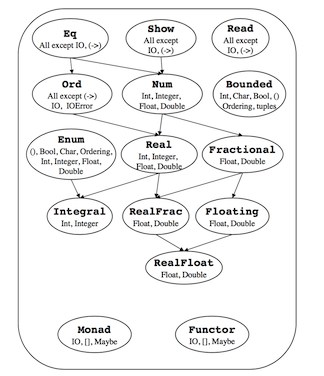 Eq
All except IO, (->)
Show
All except
IO, (->)
Read
All except
IO, (->)
Ord
All except (->)
IO, IOError
Num
Int, Integer,
Float, Double
Bounded
Int, Char, Bool, ()
Ordering, tuples
Enum
(), Bool, Char, Ordering,
Int, Integer, Float,
Double
Real
Int, Integer,
Float, Double
Fractional
Float, Double
Integral
Int, Integer
RealFrac
Float, Double
Floating
Float, Double
RealFloat
Float, Double
Monad
IO, [], Maybe
Functor
IO, [], Maybe